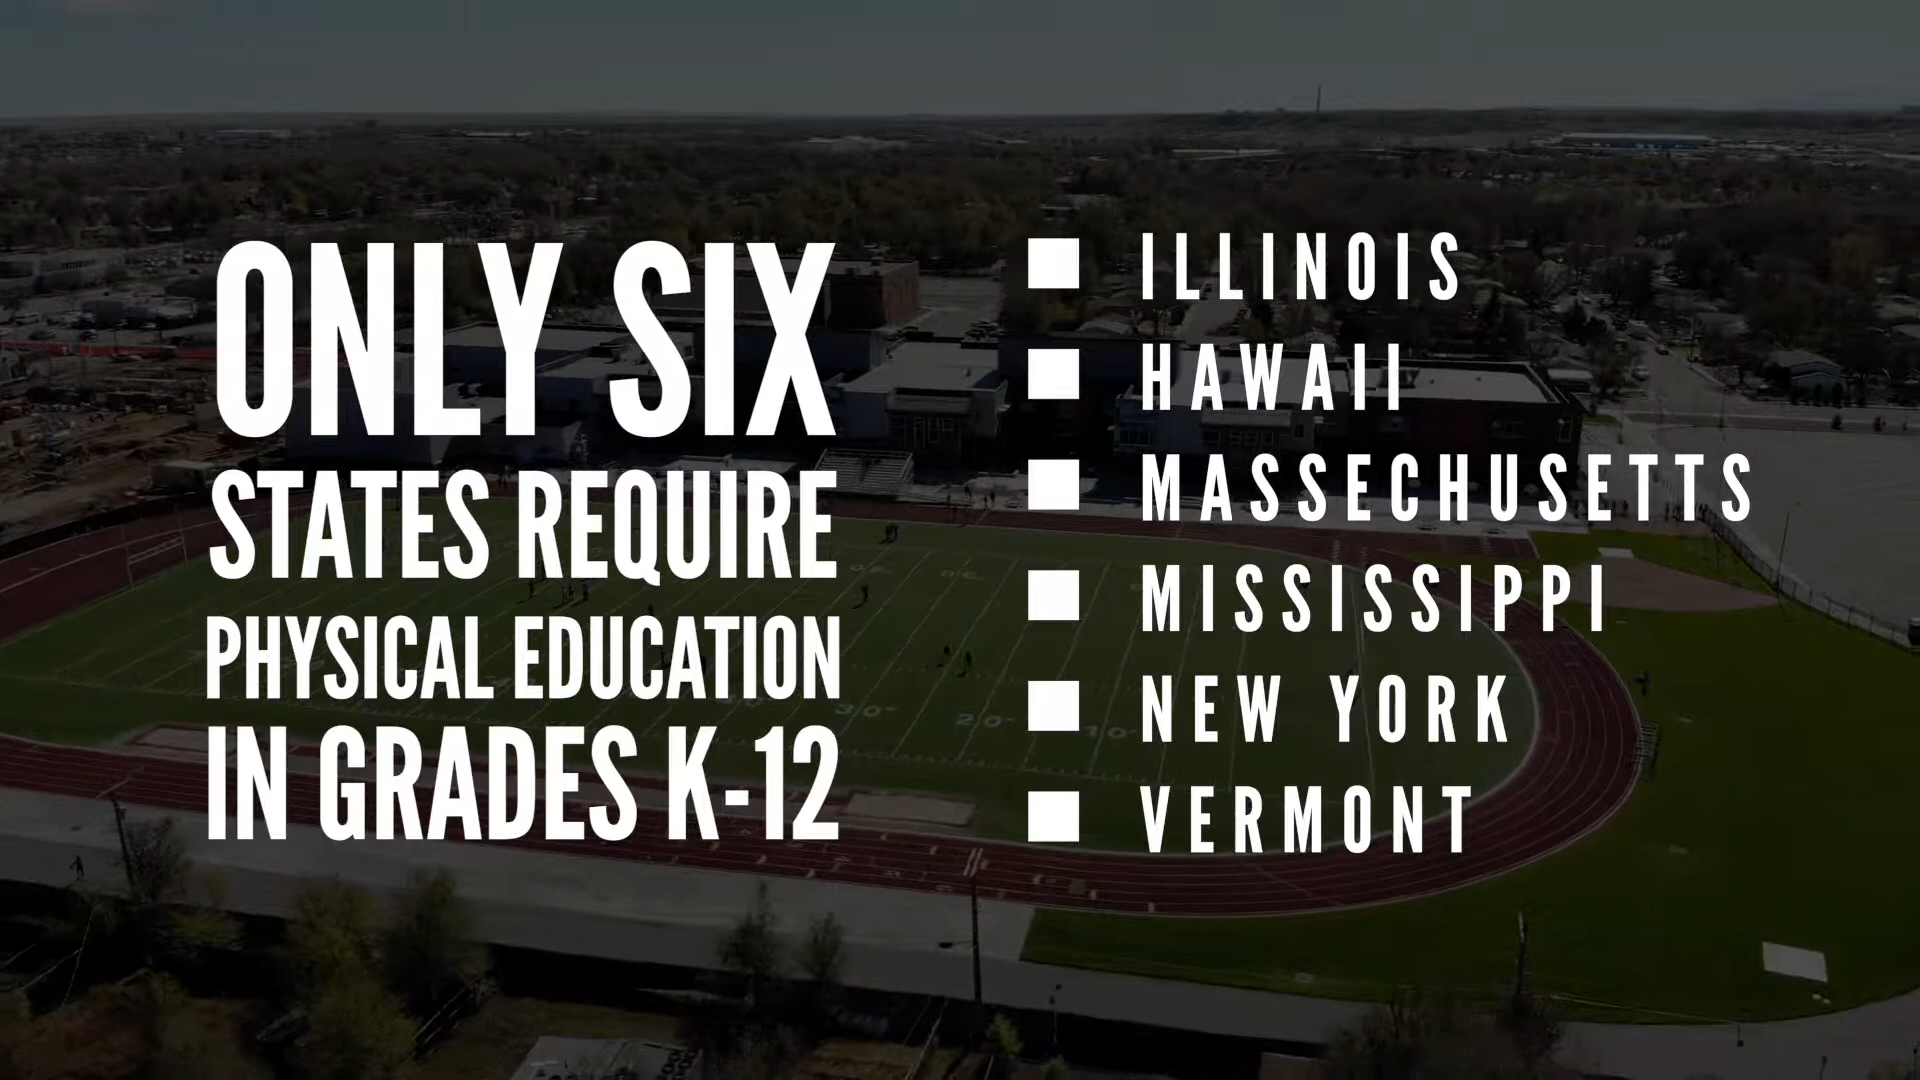 ONLY SIX
STATES REQUIRE
PHYSICAL EDUCATION
IN GRADES K-12
ILLINOIS
HAWAII
MASSECHUSETTS
MISSISSIPPI
NEW YORK
VERMONT